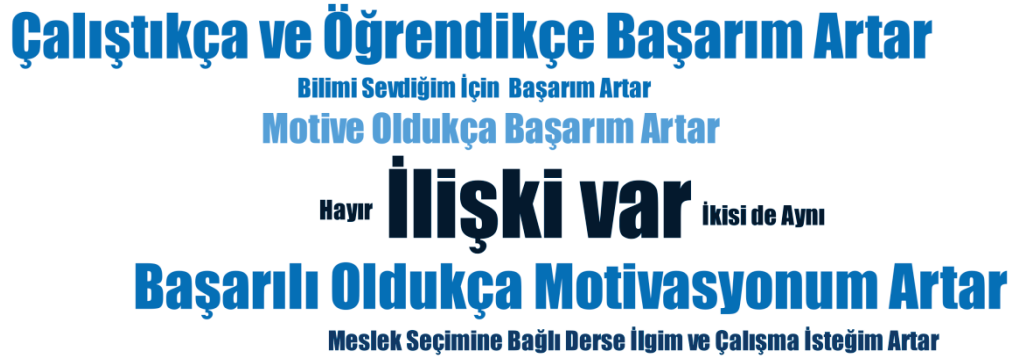 Çalıştıkça ve Öğrendikçe Başarım Artar
Bilimi Sevdiğim İçin Başarım Artar
Motive Oldukça Başarım Artar
Hayır İlişki var İkisi de Aynı
Başarılı Oldukça Motivasyonum Artar
Meslek Seçimine Bağlı Derse İlgim ve Çalışma İsteğim Artar